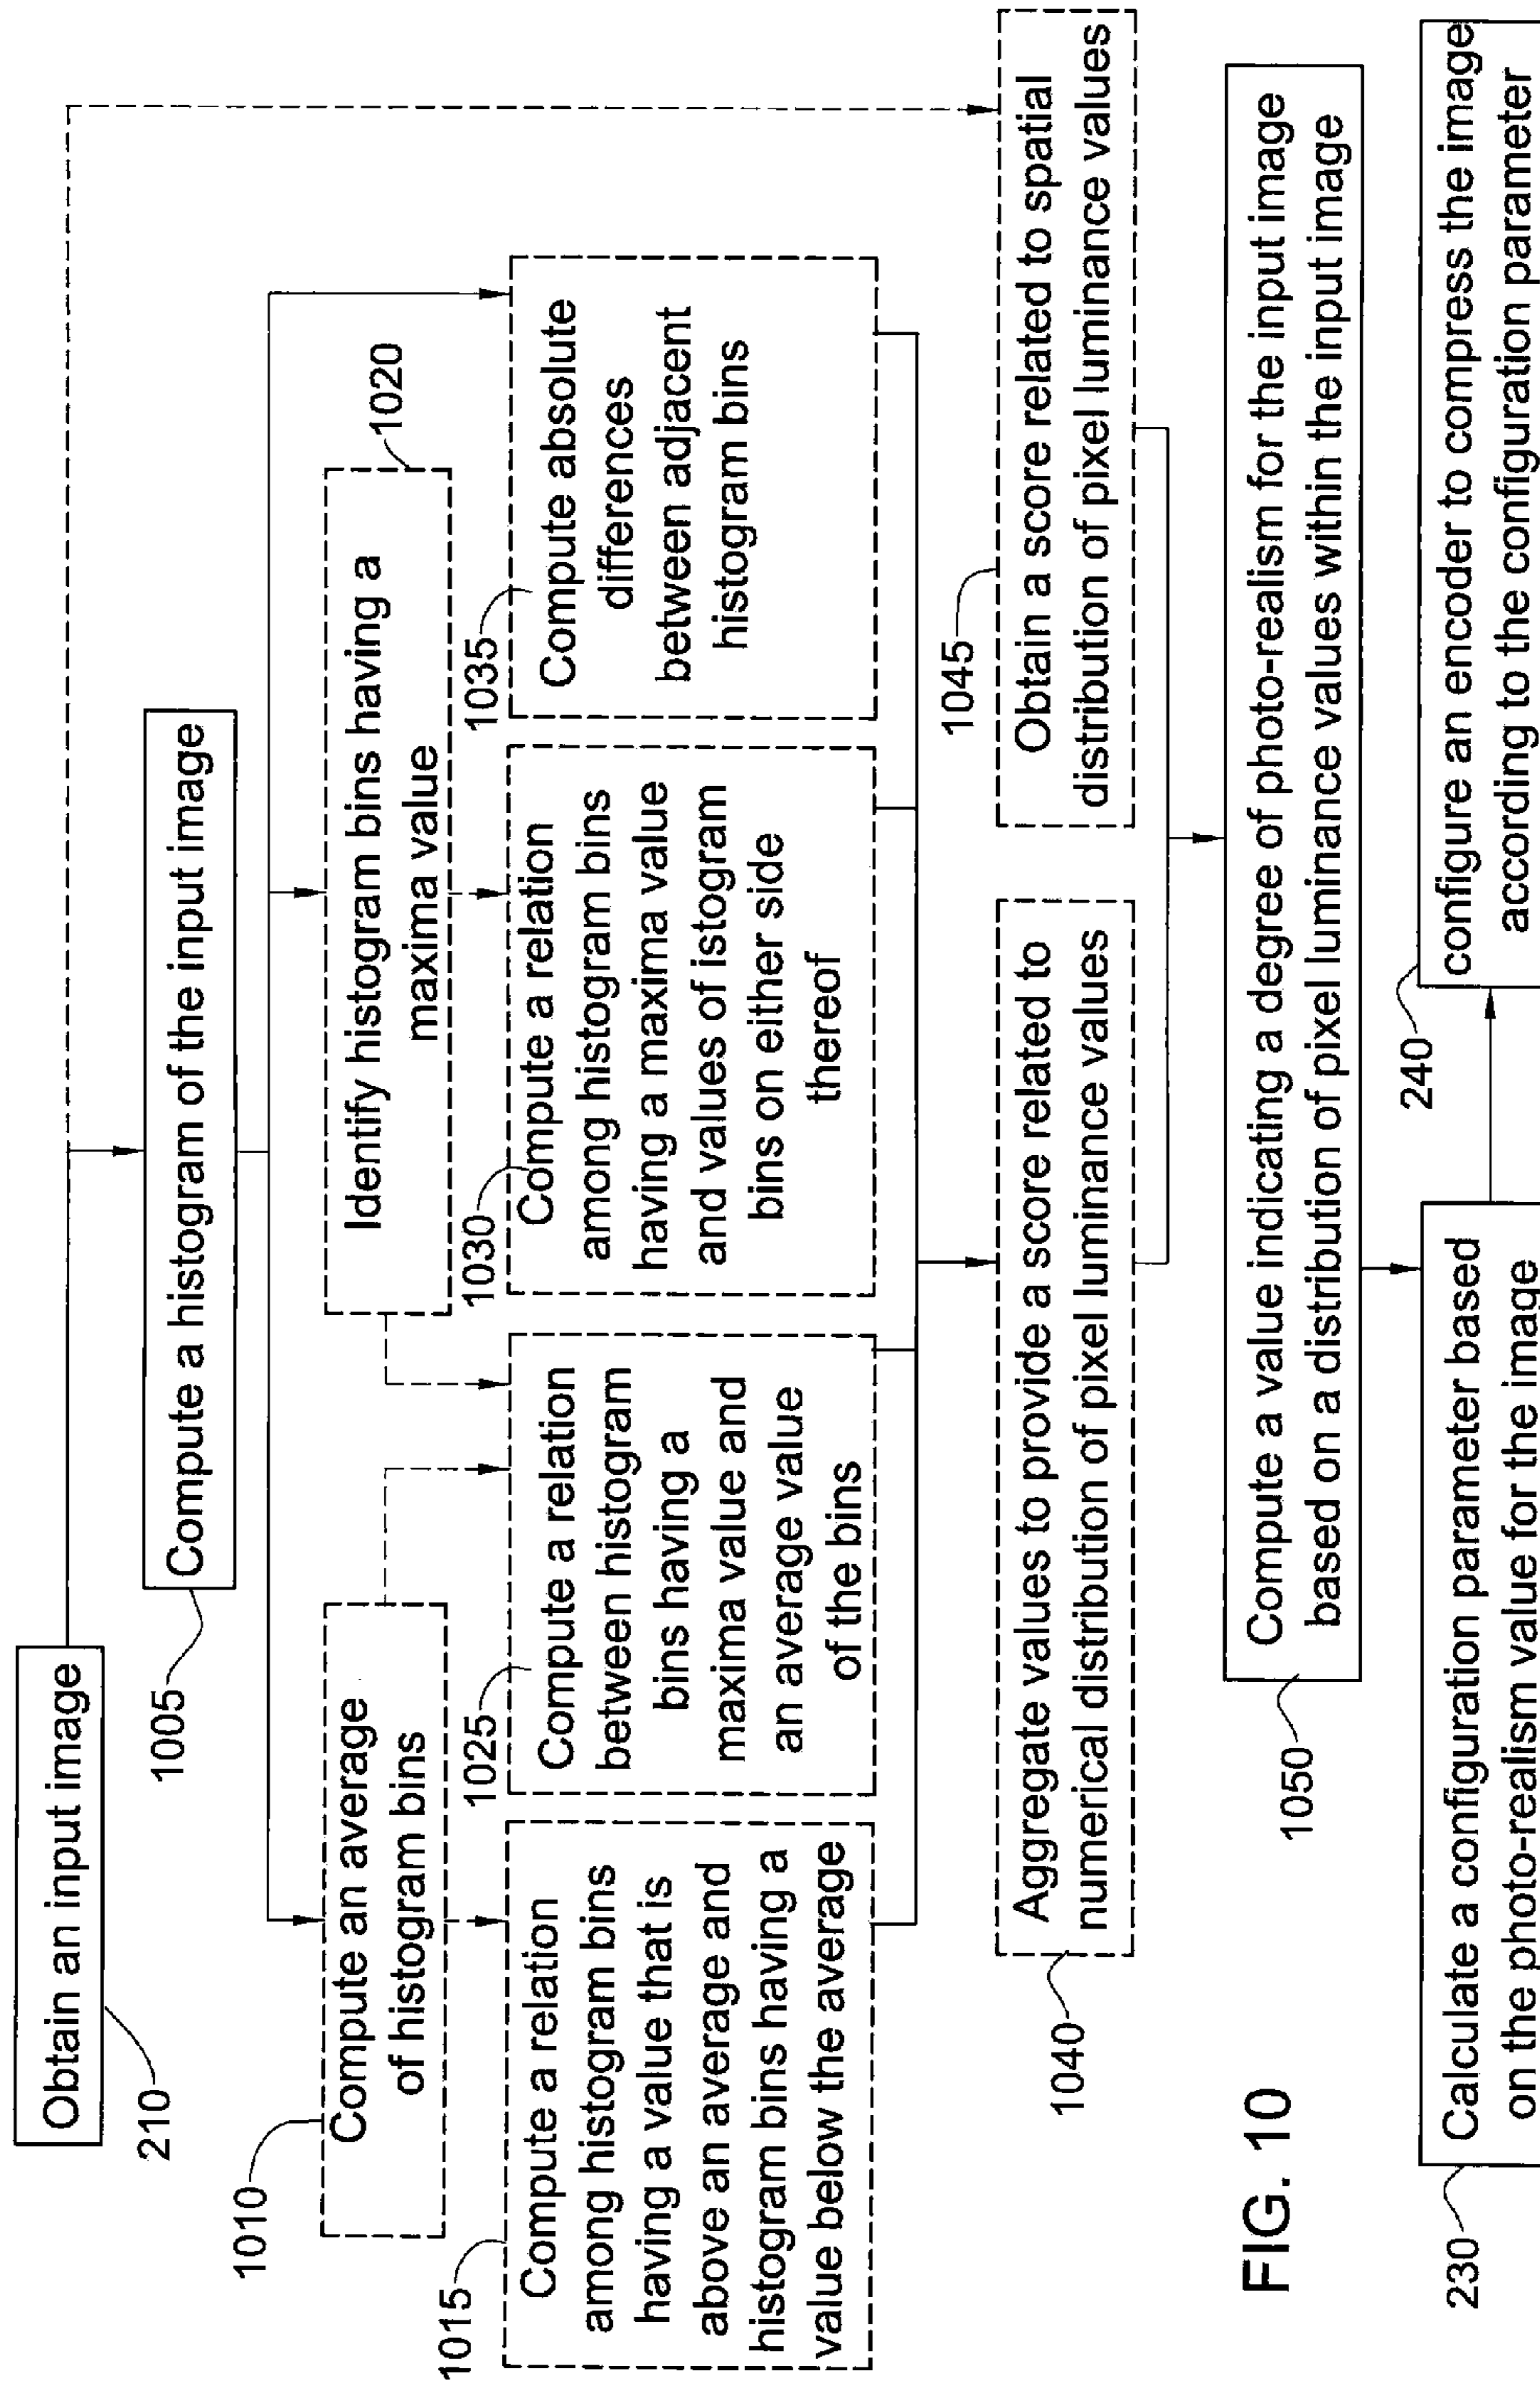 Obtain an input image
210
Compute a histogram of the input image
1005
1010
Compute an average
of histogram bins
Identify histogram bins having a
maxima value
1020
1015
Compute a relation
among histogram bins
having a value that is
above an average and
histogram bins having a
value below the average
1025
Compute a relation
between histogram
bins having a
maxima value and
an average value
of the bins
1030
Compute a relation
among histogram bins
having a maxima value
and values of istogram
bins on either side
thereof
1035
Compute absolute
differences
between adjacent
histogram bins
1040
Aggregate values to provide a score related to
numerical distribution of pixel luminance values
1045
Obtain a score related to spatial
distribution of pixel luminance values
1050
Compute a value indicating a degree of photo-realism for the input image
based on a distribution of pixel luminance values within the input image
FIG. 10
230
Calculate a configuration parameter based
on the photo-realism value for the image
240
configure an encoder to compress the image
according to the configuration parameter